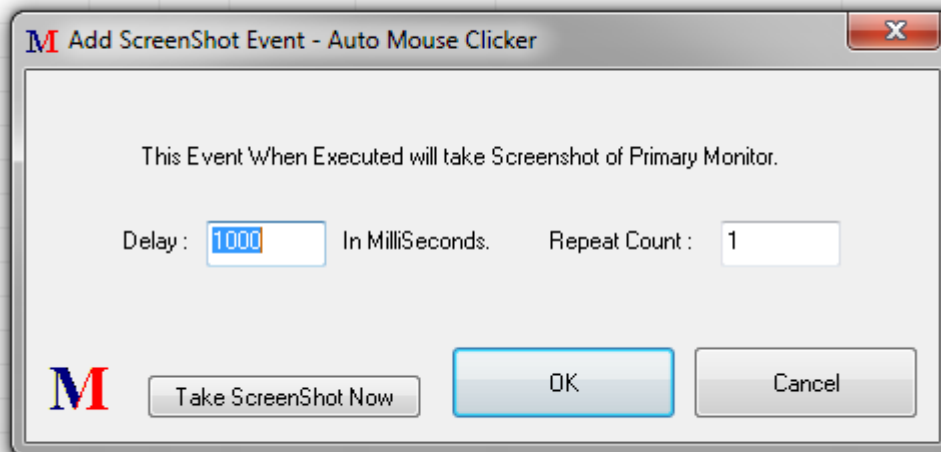 M Add ScreenShot Event - Auto Mouse Clicker
This Event When Executed will take Screenshot of Primary Monitor.
Delay : 1000 In MilliSeconds. Repeat Count : 1
M Take ScreenShot Now OK Cancel